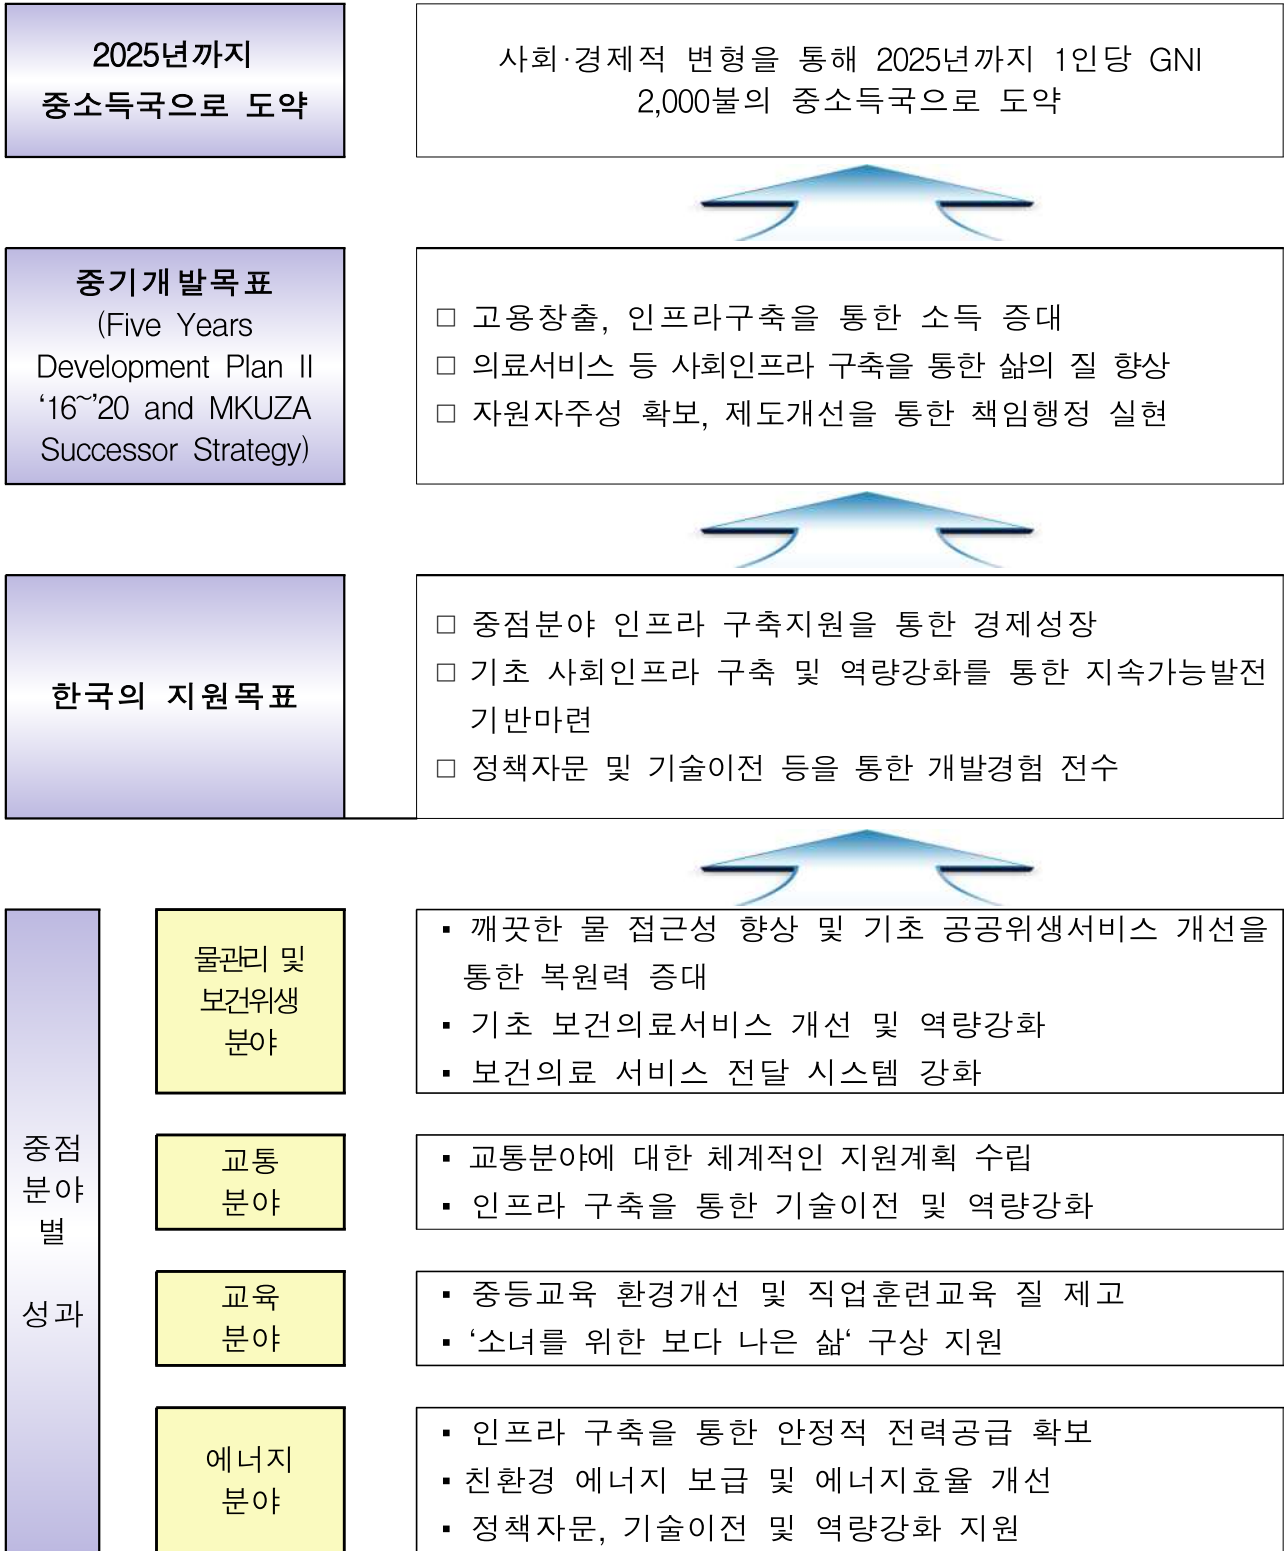 2025년까지
중소득국으로 도약
사회·경제적 변형을 통해 2025년까지 1인당 GNI
2,000불의 중소득국으로 도약
중기개발목표
(Five Years
Development Plan II
‘16~’20 and MKUZA
Successor Strategy)
□ 고용창출, 인프라구축을 통한 소득 증대
□ 의료서비스 등 사회인프라 구축을 통한 삶의 질 향상
□ 자원자주성 확보, 제도개선을 통한 책임행정 실현
한국의 지원목표
□ 중점분야 인프라 구축지원을 통한 경제성장
□ 기초 사회인프라 구축 및 역량강화를 통한 지속가능발전
기반마련
□ 정책자문 및 기술이전 등을 통한 개발경험 전수
중점
분야
별
성과
물관리 및
보건위생
분야
▪ 깨끗한 물 접근성 향상 및 기초 공공위생서비스 개선을
통한 복원력 증대
▪ 기초 보건의료서비스 개선 및 역량강화
▪ 보건의료 서비스 전달 시스템 강화
교통
분야
▪ 교통분야에 대한 체계적인 지원계획 수립
▪ 인프라 구축을 통한 기술이전 및 역량강화
교육
분야
▪ 중등교육 환경개선 및 직업훈련교육 질 제고
▪ ‘소녀를 위한 보다 나은 삶‘ 구상 지원
에너지
분야
▪ 인프라 구축을 통한 안정적 전력공급 확보
▪ 친환경 에너지 보급 및 에너지효율 개선
▪ 정책자문, 기술이전 및 역량강화 지원